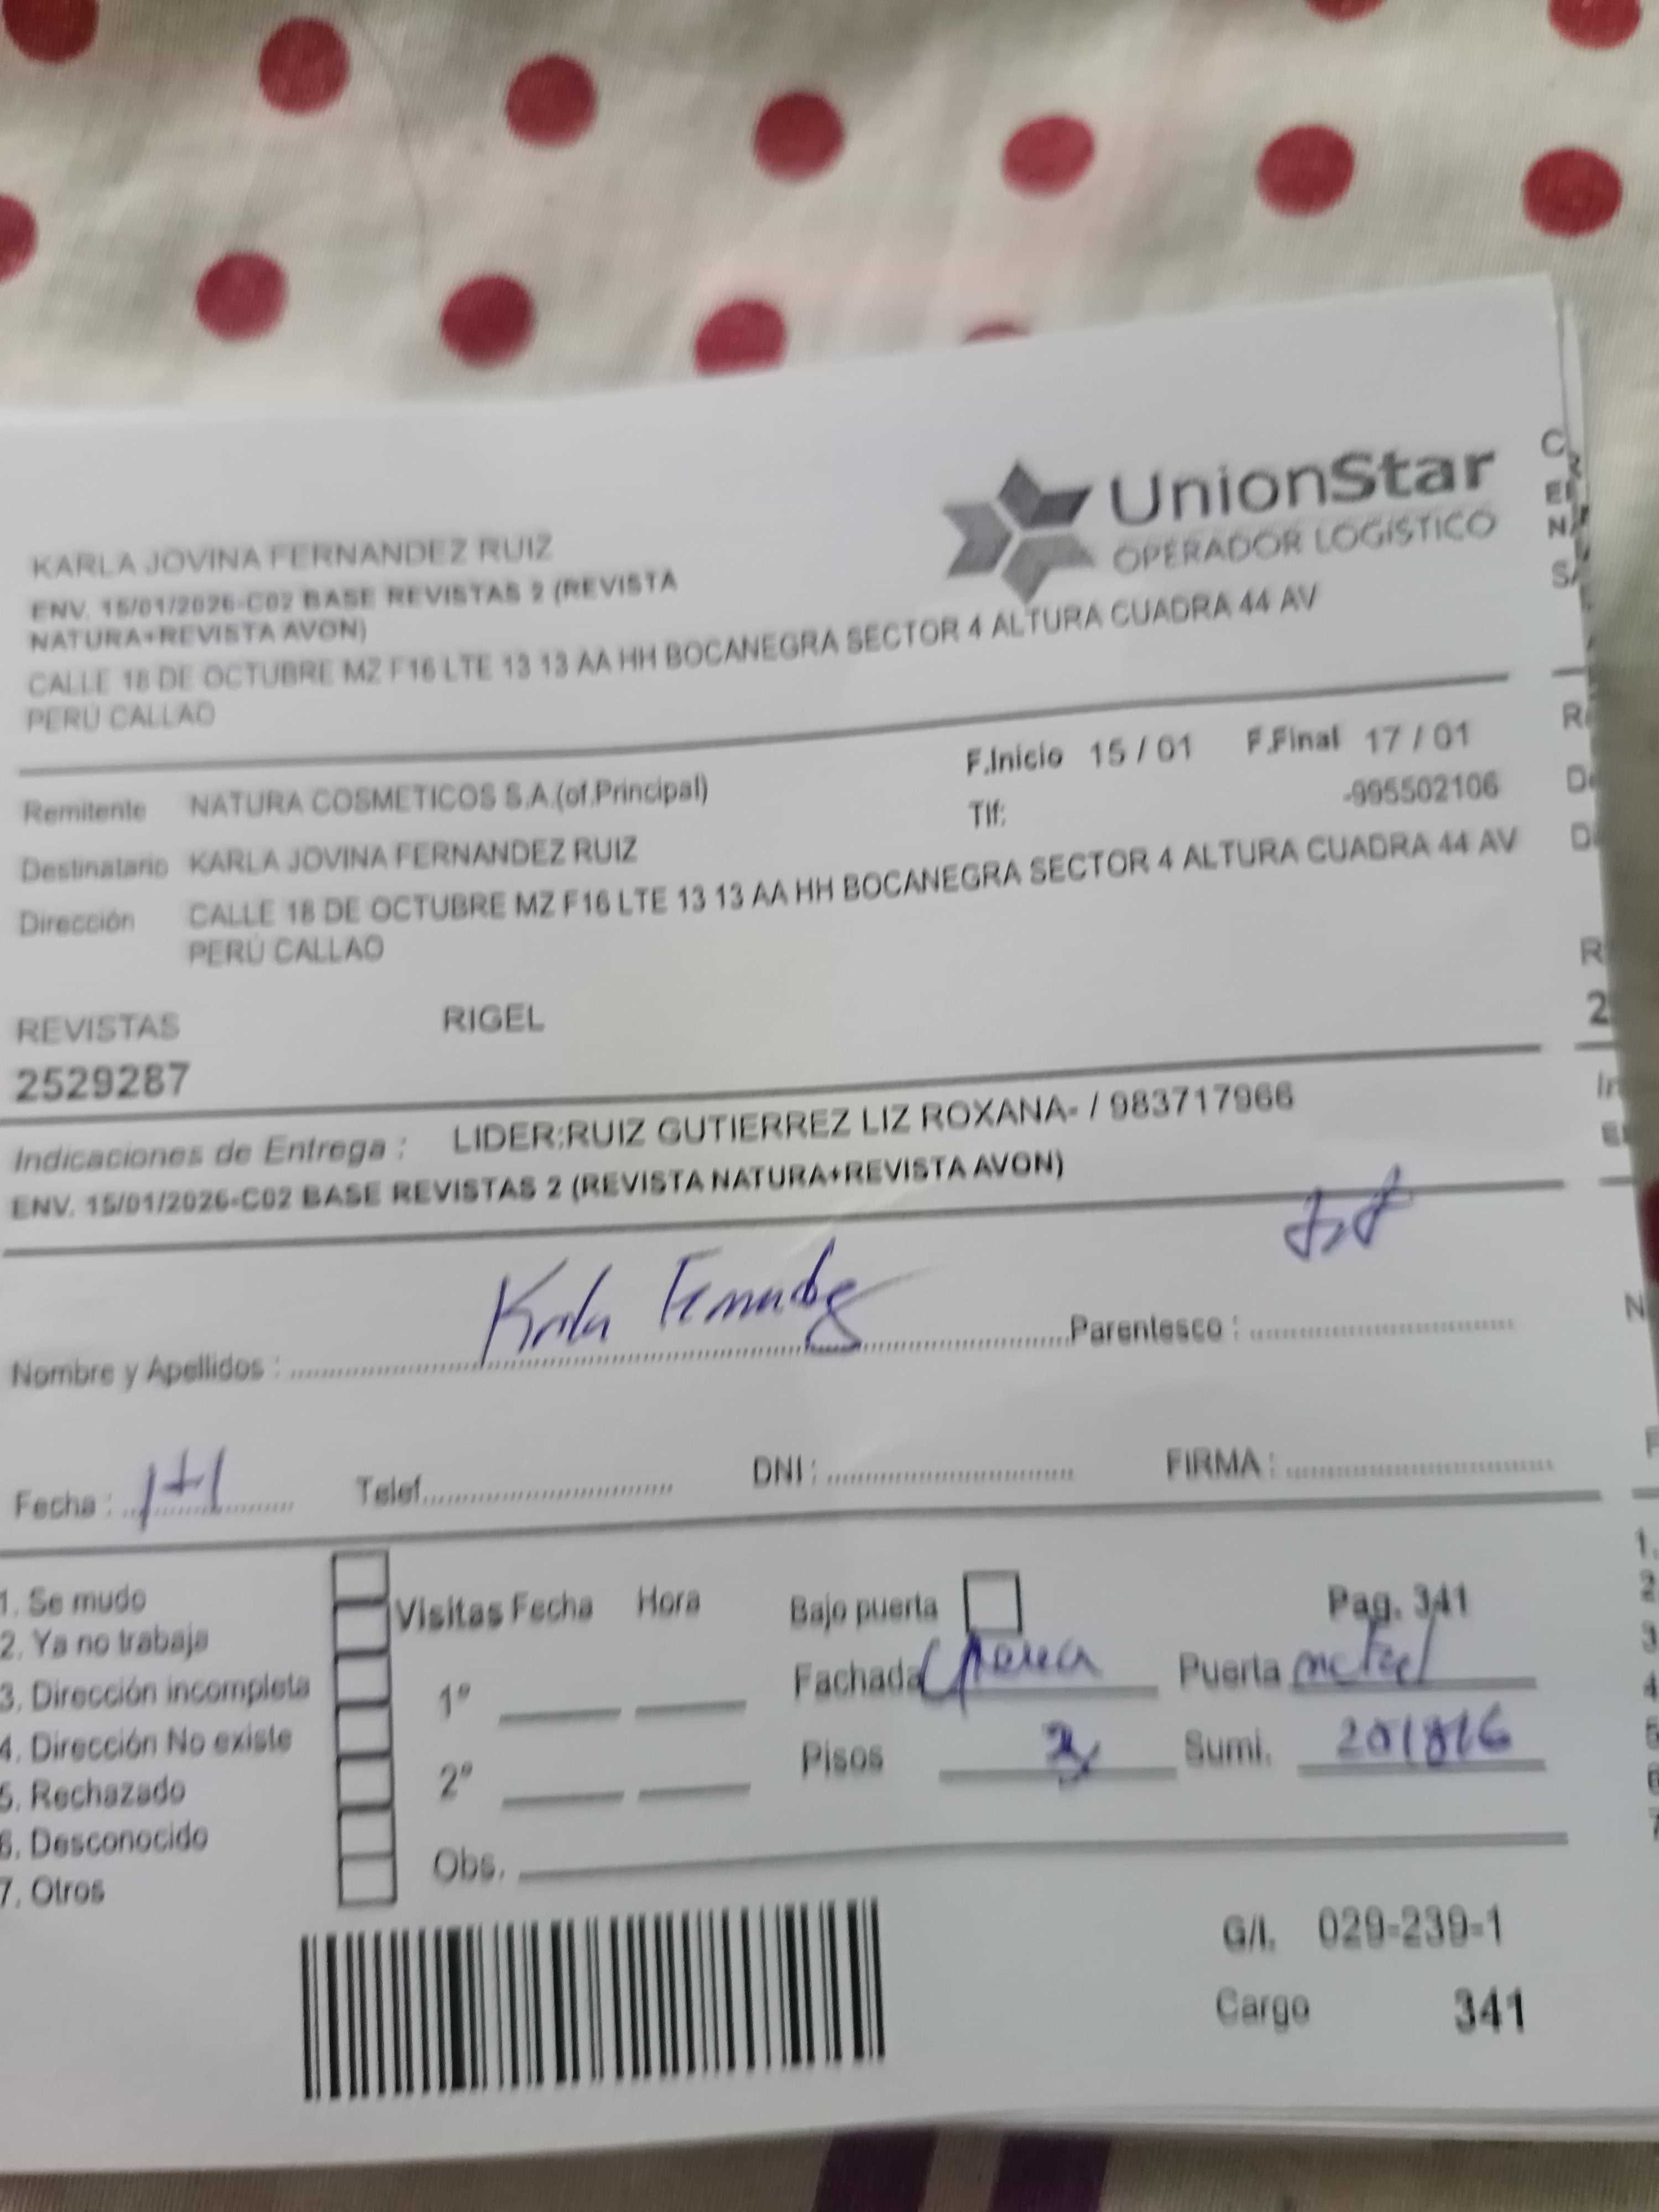 UnionStar
OPERADOR LOGÍSTICO
KARLA JOVINA FERNANDEZ RUIZ
ENV. 15/01/2026-C02 BASE REVISTAS 2 (REVISTA
NATURA+REVISTA AVON)
CALLE 18 DE OCTUBRE MZ F16 LTE 13 13 AA HH BOCANEGRA SECTOR 4 ALTURA CUADRA 44 AV
PERÚ CALLAO
F.Inicio 15 / 01 F.Final 17 / 01
Remitente NATURA COSMETICOS S.A.(of.Principal)
Tlf: -995502106
Destinatario KARLA JOVINA FERNANDEZ RUIZ
Dirección CALLE 18 DE OCTUBRE MZ F16 LTE 13 13 AA HH BOCANEGRA SECTOR 4 ALTURA CUADRA 44 AV
PERÚ CALLAO
REVISTAS RIGEL
2529287
Indicaciones de Entrega : LIDER:RUIZ GUTIERREZ LIZ ROXANA- / 983717966
ENV. 15/01/2026-C02 BASE REVISTAS 2 (REVISTA NATURA+REVISTA AVON)
Nombre y Apellidos : Karla Fernandez Parentesco :
Fecha : Telef. DNI : FIRMA :
1. Se mudo
2. Ya no trabaja
3. Dirección incompleta
4. Dirección No existe
5. Rechazado
6. Desconocido
7. Otros
Visitas Fecha Hora
1º
2º
Obs.
Bajo puerta Pag. 341
Fachada Puerta metal
Pisos Sumi.
G/I. 029-239-1
Cargo 341